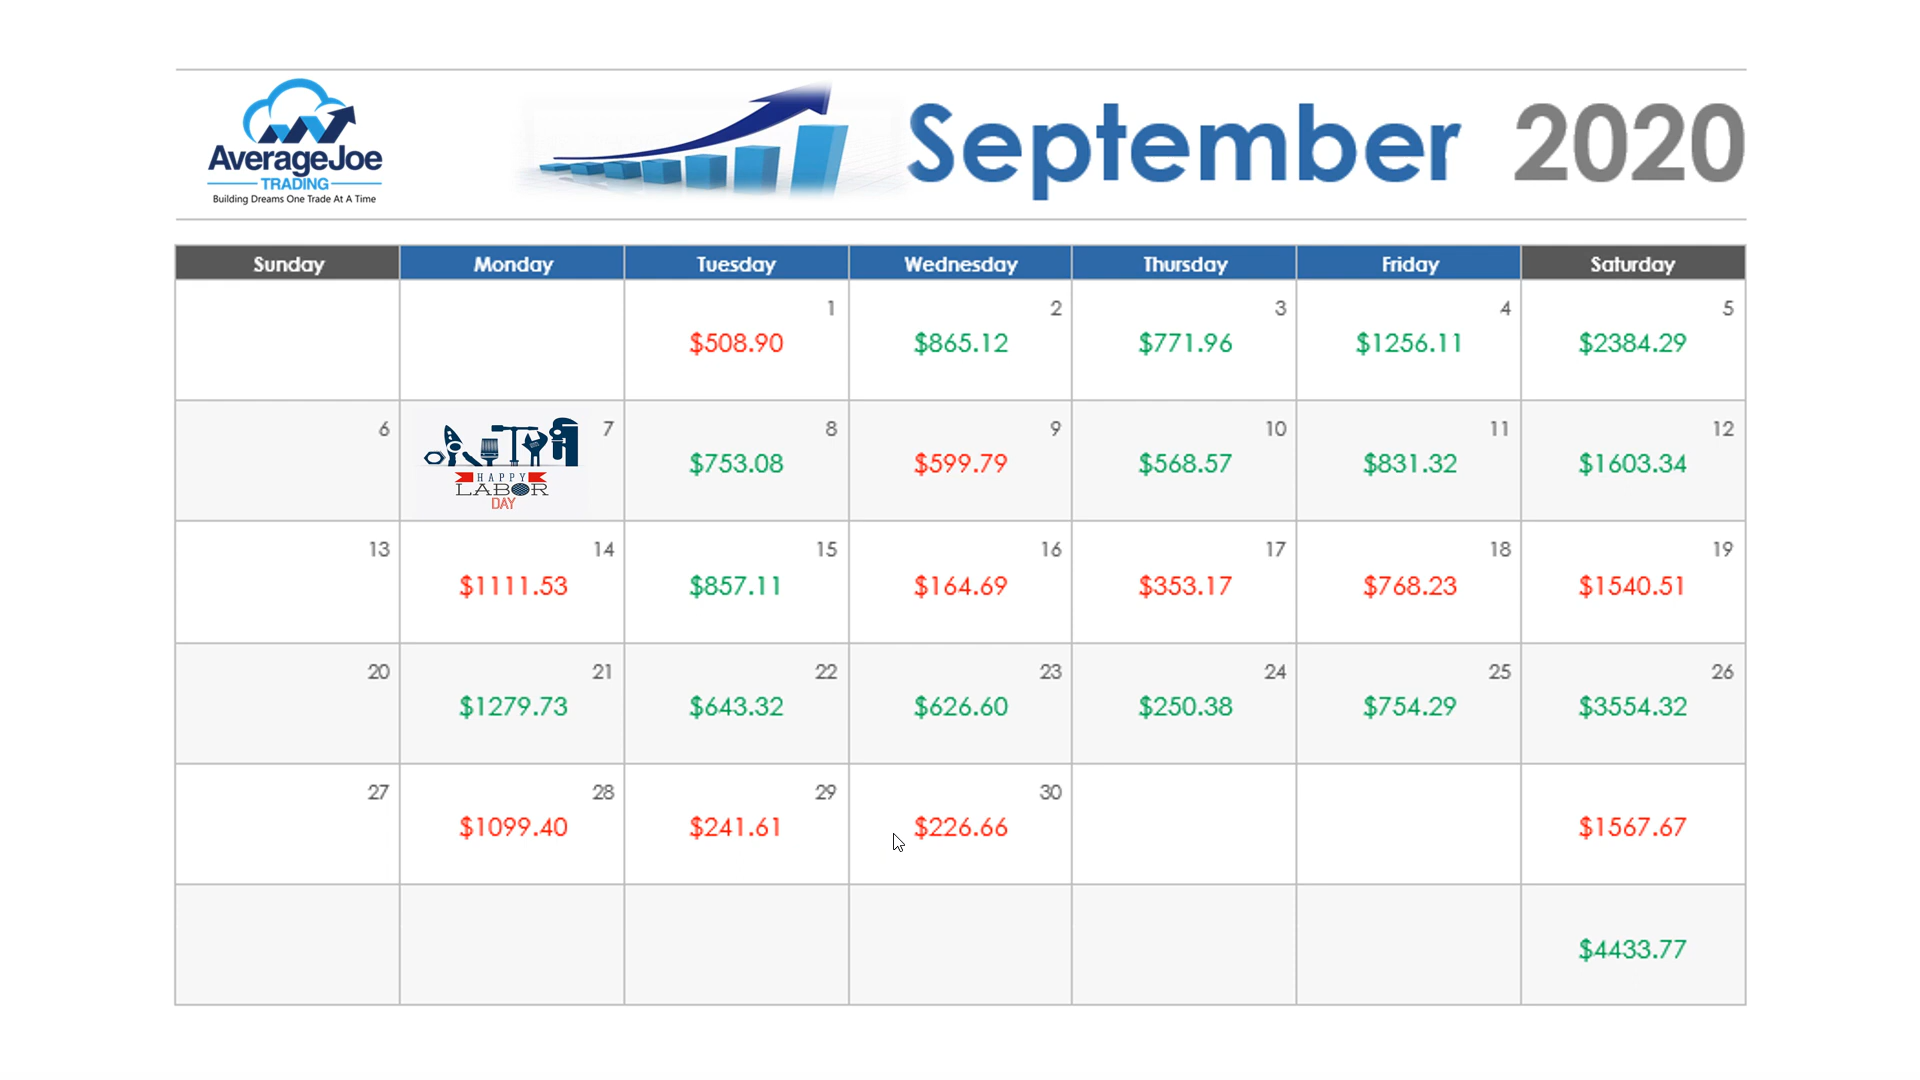 AverageJoe
TRADING
Building Dreams One Trade At A Time
September 2020
Sunday Monday Tuesday Wednesday Thursday Friday Saturday
1 2 3 4 5
$508.90 $865.12 $771.96 $1256.11 $2384.29
6 7 8 9 10 11 12
HAPPY
LABOR
DAY
$753.08 $599.79 $568.57 $831.32 $1603.34
13 14 15 16 17 18 19
$1111.53 $857.11 $164.69 $353.17 $768.23 $1540.51
20 21 22 23 24 25 26
$1279.73 $643.32 $626.60 $250.38 $754.29 $3554.32
27 28 29 30
$1099.40 $241.61 $226.66 $1567.67
$4433.77